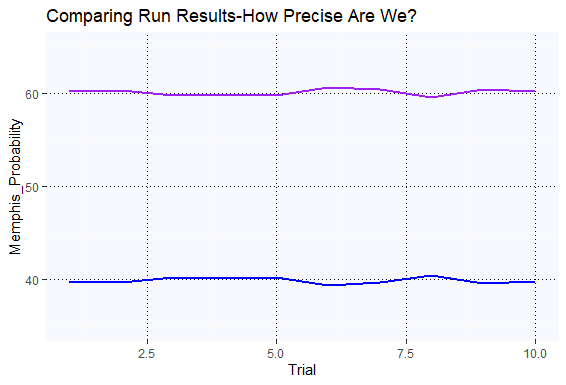 Comparing Run Results-How Precise Are We?
Memphis_Probability
60
50
40
2.5 5.0 7.5 10.0
Trial